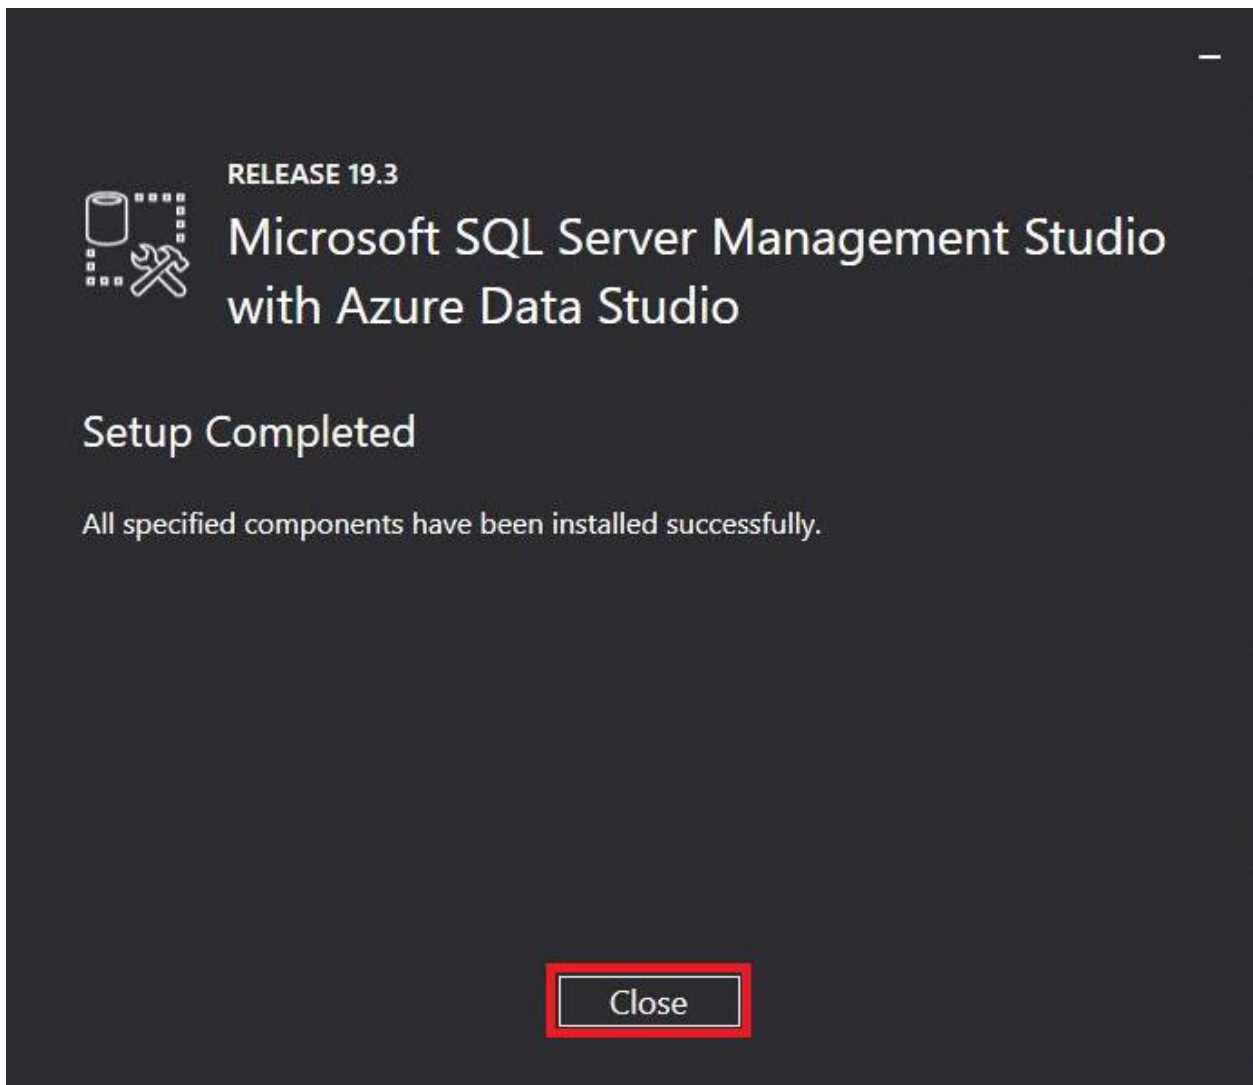 RELEASE 19.3
Microsoft SQL Server Management Studio
with Azure Data Studio
Setup Completed
All specified components have been installed successfully.
Close